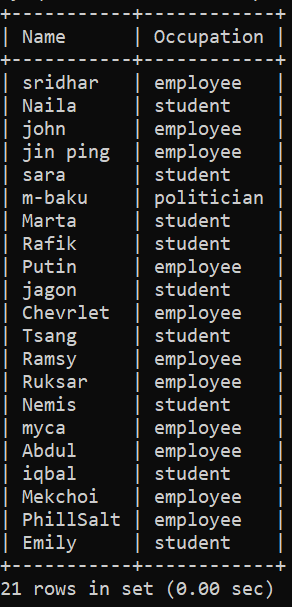 +-----------+------------+
| Name      | Occupation |
+-----------+------------+
| sridhar   | employee   |
| Naila     | student    |
| john      | employee   |
| jin ping  | employee   |
| sara      | student    |
| m-baku    | politician |
| Marta     | student    |
| Rafik     | student    |
| Putin     | employee   |
| jagon     | student    |
| Chevrlet  | employee   |
| Tsang     | student    |
| Ramsy     | employee   |
| Ruksar    | employee   |
| Nemis     | student    |
| myca      | employee   |
| Abdul     | employee   |
| iqbal     | student    |
| Mekchoi   | employee   |
| PhillSalt | employee   |
| Emily     | student    |
+-----------+------------+
21 rows in set (0.00 sec)